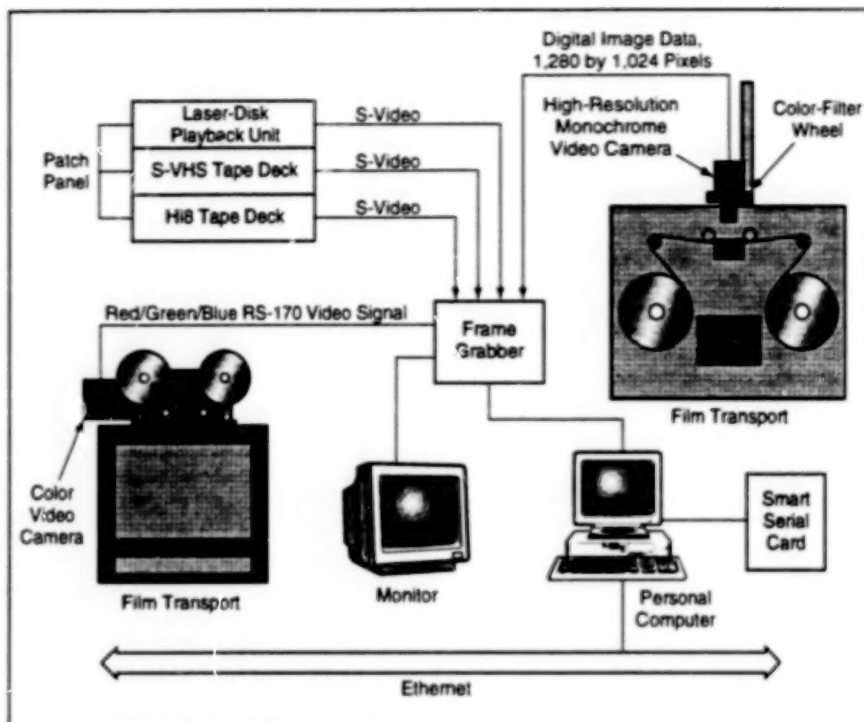 Digital Image Data,
1,280 by 1,024 Pixels
High-Resolution
Monochrome
Video Camera
Color-Filter
Wheel
Laser-Disk
Playback Unit
S-Video
Patch
Panel
S-VHS Tape Deck
S-Video
Hi8 Tape Deck
S-Video
Red/Green/Blue RS-170 Video Signal
Frame
Grabber
Film Transport
Color
Video
Camera
Smart
Serial
Card
Film Transport
Monitor
Personal
Computer
Ethernet